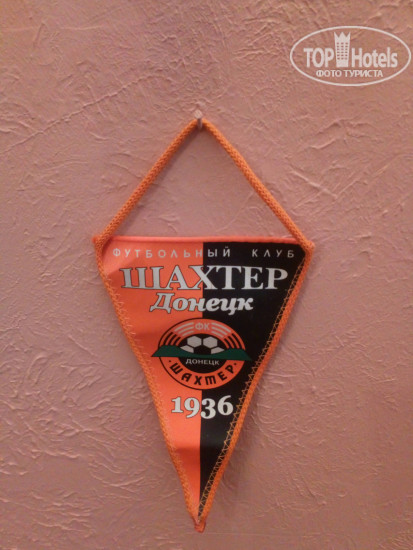 TOP Hotels
ФОТО ТУРИСТА
ФУТБОЛЬНЫЙ КЛУБ
ШАХТЕР
Донецк
ФК
ДОНЕЦК
ШАХТЕР
1936